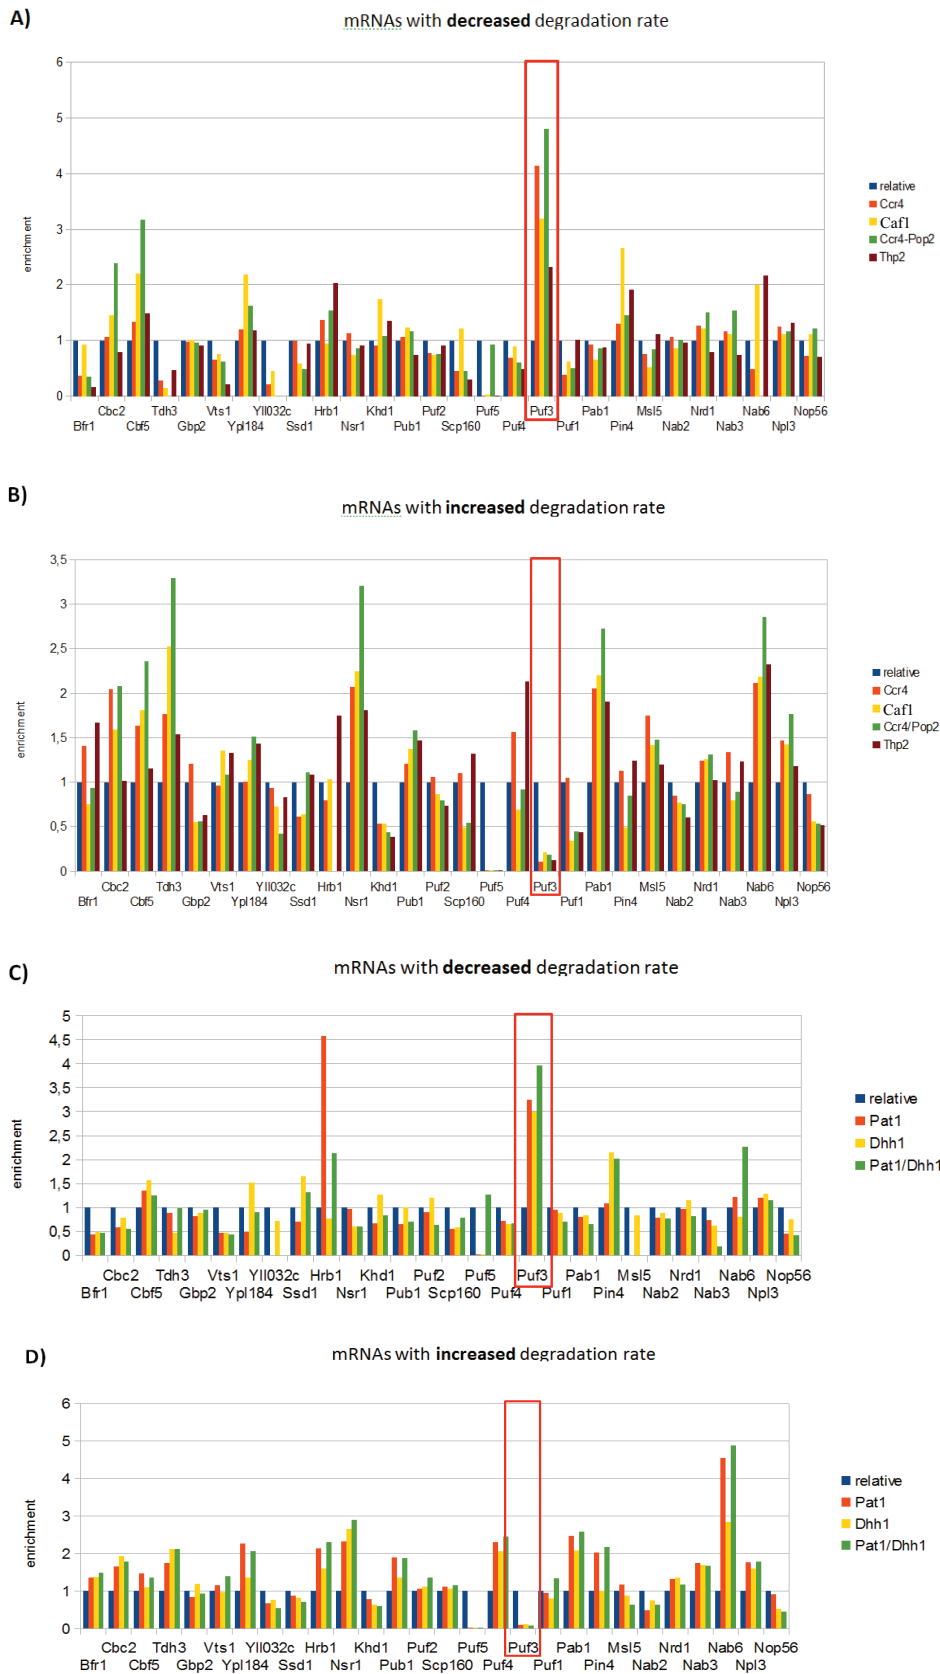 A)
mRNAs with decreased degradation rate
6
5
4
3
2
1
0
enrichment
relative
Ccr4
Caf1
Ccr4-Pop2
Thp2
Cbc2 Tdh3 Vts1 Yll032c Hrb1 Khd1 Puf2 Puf5 Puf3 Pab1 Msl5 Nrd1 Nab6 Nop56
Bfr1 Cbf5 Gbp2 Ypl184 Ssd1 Nsr1 Pub1 Scp160 Puf4 Puf1 Pin4 Nab2 Nab3 Npl3
B)
mRNAs with increased degradation rate
3,5
3
2,5
2
1,5
1
0,5
0
enrichment
relative
Ccr4
Caf1
Ccr4/Pop2
Thp2
Cbc2 Tdh3 Vts1 Yll032c Hrb1 Khd1 Puf2 Puf5 Puf3 Pab1 Msl5 Nrd1 Nab6 Nop56
Bfr1 Cbf5 Gbp2 Ypl184 Ssd1 Nsr1 Pub1 Scp160 Puf4 Puf1 Pin4 Nab2 Nab3 Npl3
C)
mRNAs with decreased degradation rate
5
4,5
4
3,5
3
2,5
2
1,5
1
0,5
0
enrichment
relative
Pat1
Dhh1
Pat1/Dhh1
Cbc2 Tdh3 Vts1 Yll032c Hrb1 Khd1 Puf2 Puf5 Puf3 Pab1 Msl5 Nrd1 Nab6 Nop56
Bfr1 Cbf5 Gbp2 Ypl184 Ssd1 Nsr1 Pub1 Scp160 Puf4 Puf1 Pin4 Nab2 Nab3 Npl3
D)
mRNAs with increased degradation rate
6
5
4
3
2
1
0
enrichment
relative
Pat1
Dhh1
Pat1/Dhh1
Cbc2 Tdh3 Vts1 Yll032c Hrb1 Khd1 Puf2 Puf5 Puf3 Pab1 Msl5 Nrd1 Nab6 Nop56
Bfr1 Cbf5 Gbp2 Ypl184 Ssd1 Nsr1 Pub1 Scp160 Puf4 Puf1 Pin4 Nab2 Nab3 Npl3